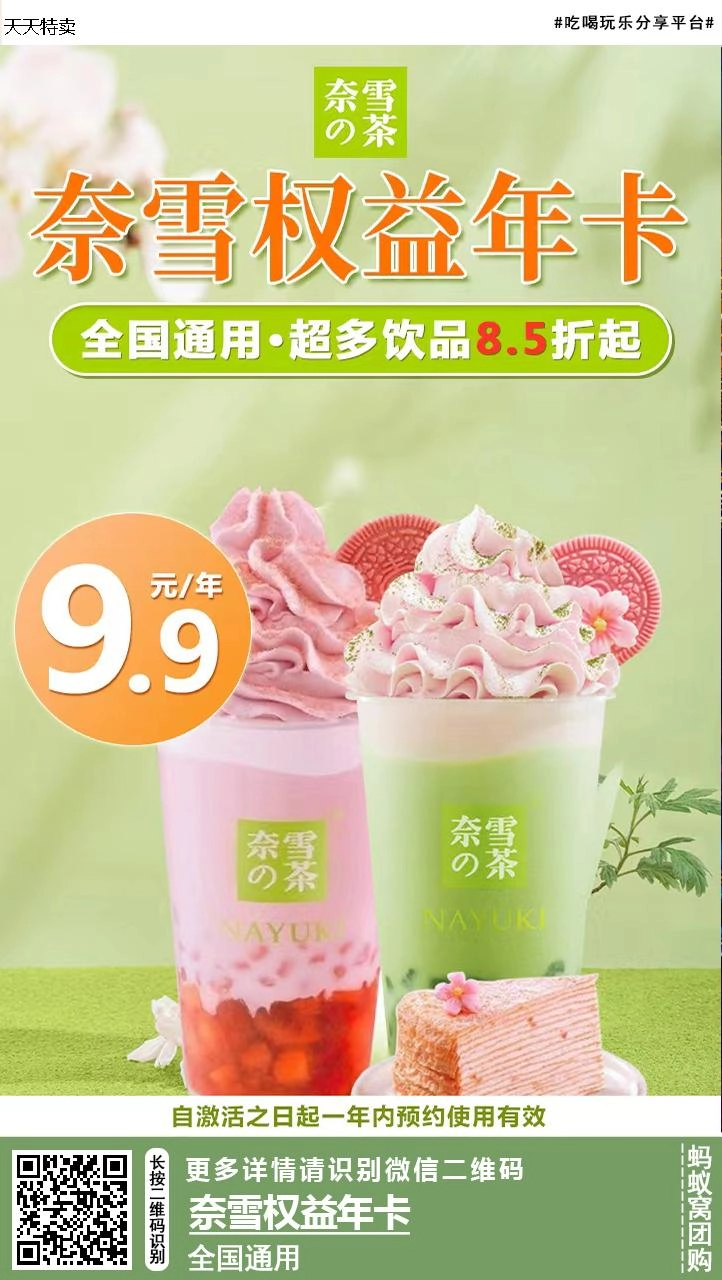 天天特卖
#吃喝玩乐分享平台#
奈雪
の茶
奈雪权益年卡
全国通用•超多饮品8.5折起
9.9
元/年
奈雪
の茶
NAYUKI
奈雪
の茶
NAYUKI
自激活之日起一年内预约使用有效
长按二维码识别
更多详情请识别微信二维码
奈雪权益年卡
全国通用
蚂蚁窝团购